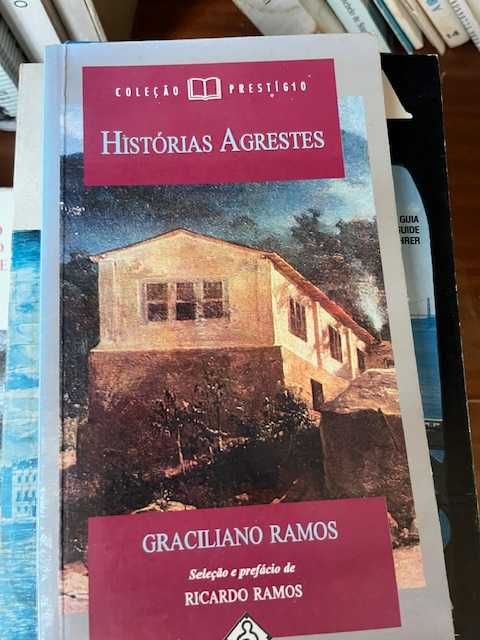 COLEÇÃO PRESTÍGIO
HISTÓRIAS AGRESTES
GRACILIANO RAMOS
Seleção e prefácio de
RICARDO RAMOS
GUIA
GUIDE